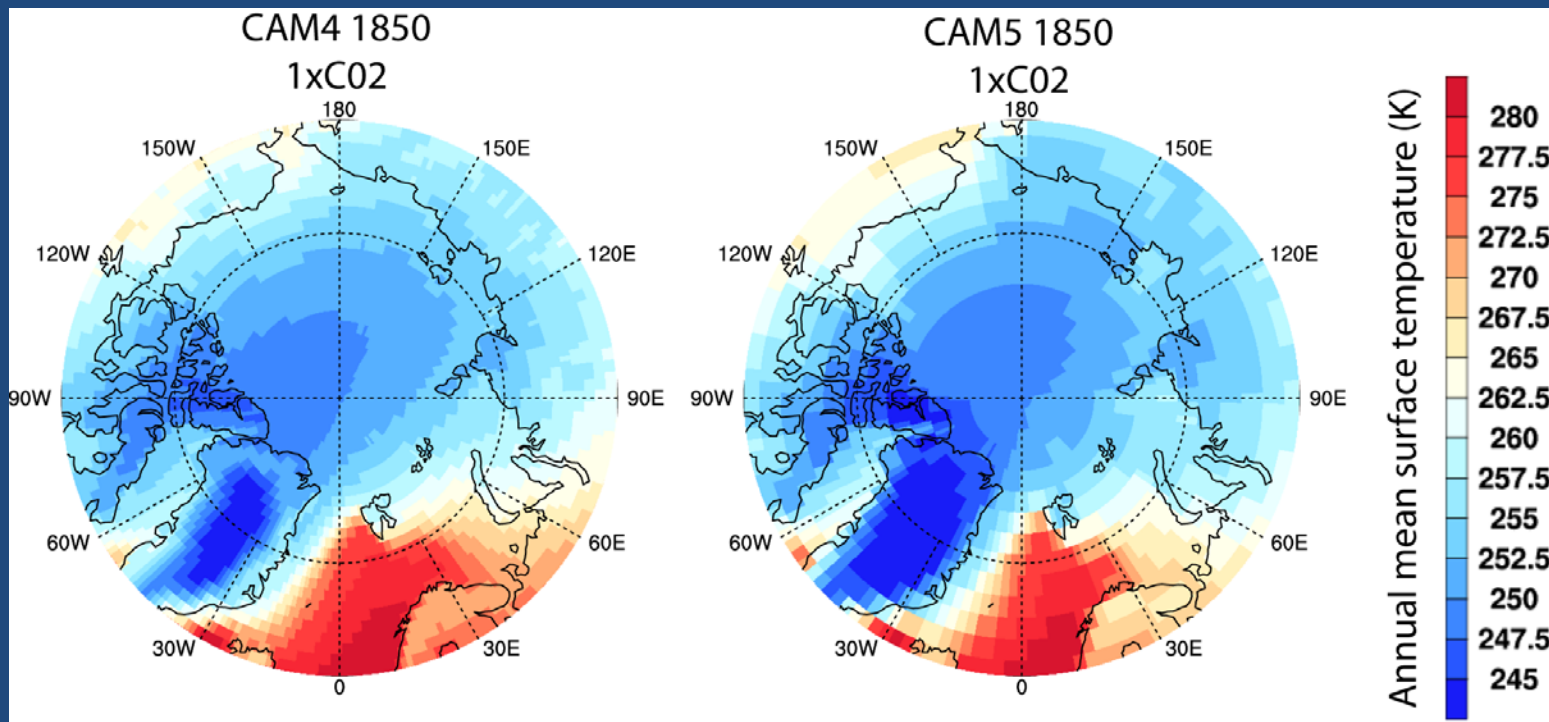 CAM4 1850
1xC02
180
150W
150E
120W
120E
90W
90E
60W
60E
30W
30E
0
CAM5 1850
1xC02
180
150W
150E
120W
120E
90W
90E
60W
60E
30W
30E
0
Annual mean surface temperature (K)
280
277.5
275
272.5
270
267.5
265
262.5
260
257.5
255
252.5
250
247.5
245